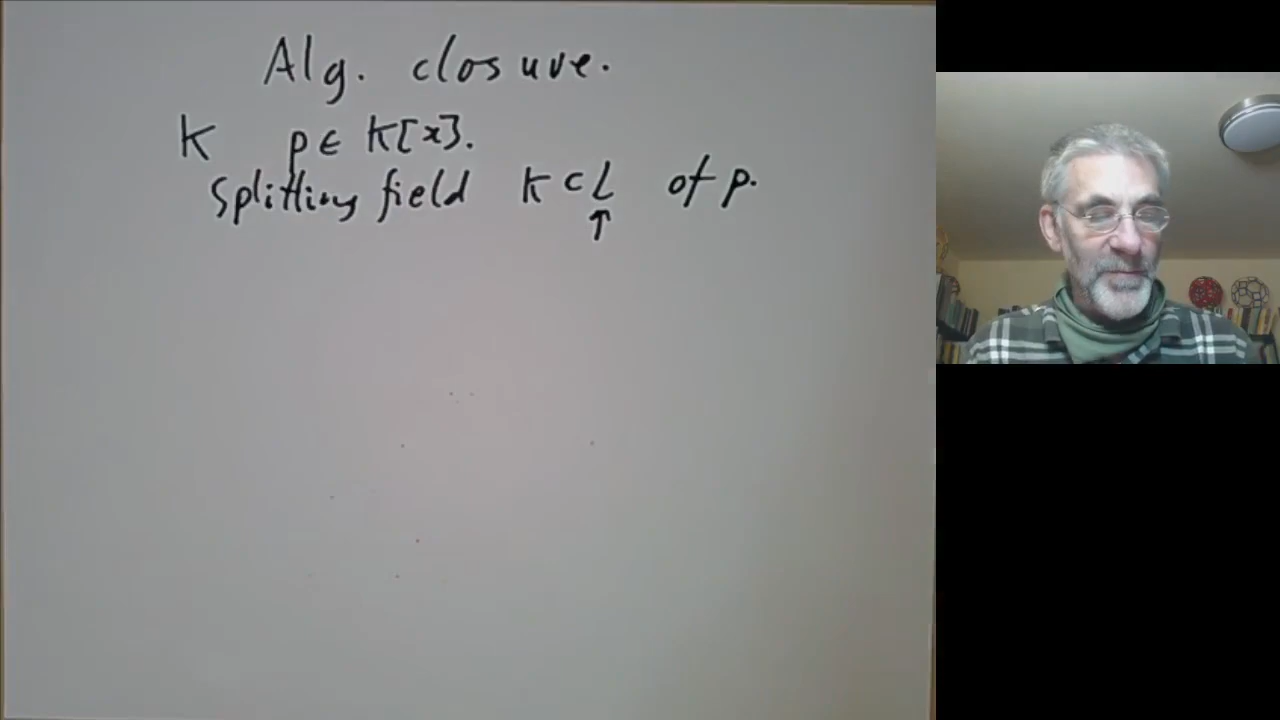 Alg. closure.
K p ∈ K[x].
Splitting field K ⊂ L of p.
↑